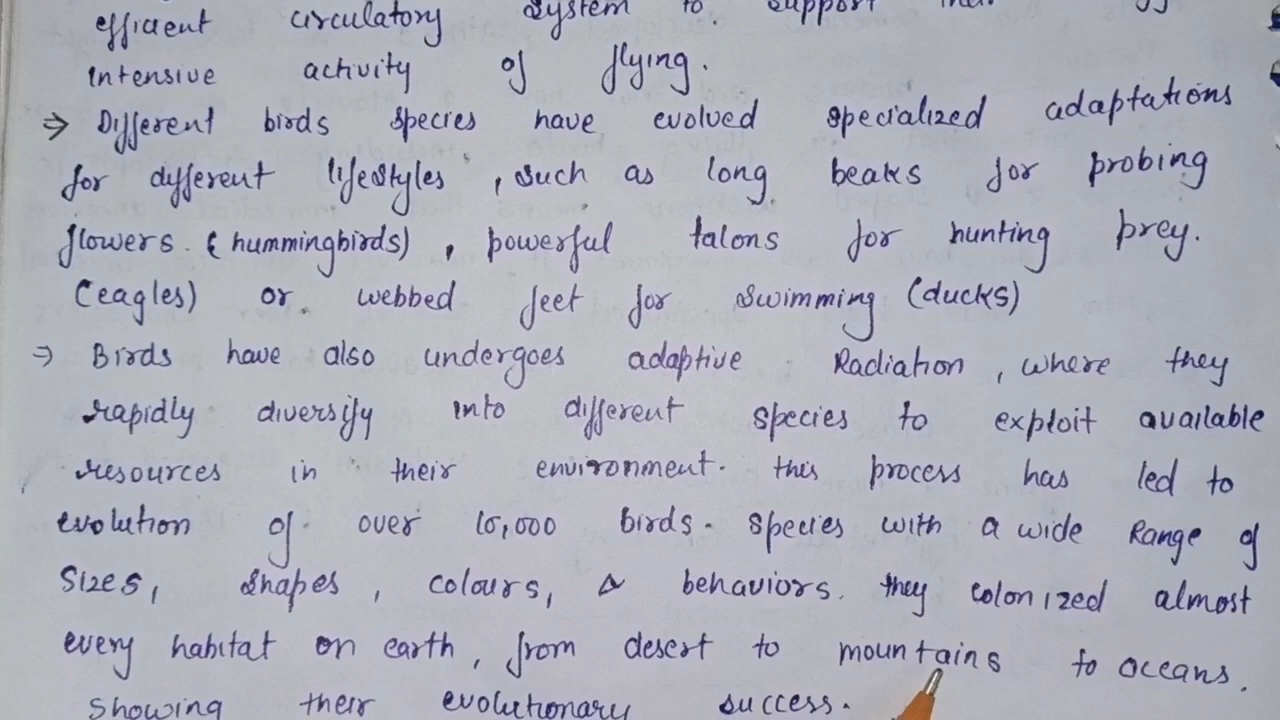 efficent circulatory system to support
intensive activity of flying.
⇒ Different birds species have evolved specialized adaptations
for different lifestyles , such as long beaks for probing
flowers. (hummingbirds) , powerful talons for hunting prey.
(eagles) or webbed feet for swimming (ducks)
⇒ Birds have also undergoes adaptive Radiation , where they
rapidly diversify into different species to exploit available
resources in their environment. this process has led to
evolution of over 10,000 birds. species with a wide Range of
sizes, shapes , colours, & behaviors. they colonized almost
every habitat on earth , from desert to mountains to oceans.
Showing their evolutionary success.